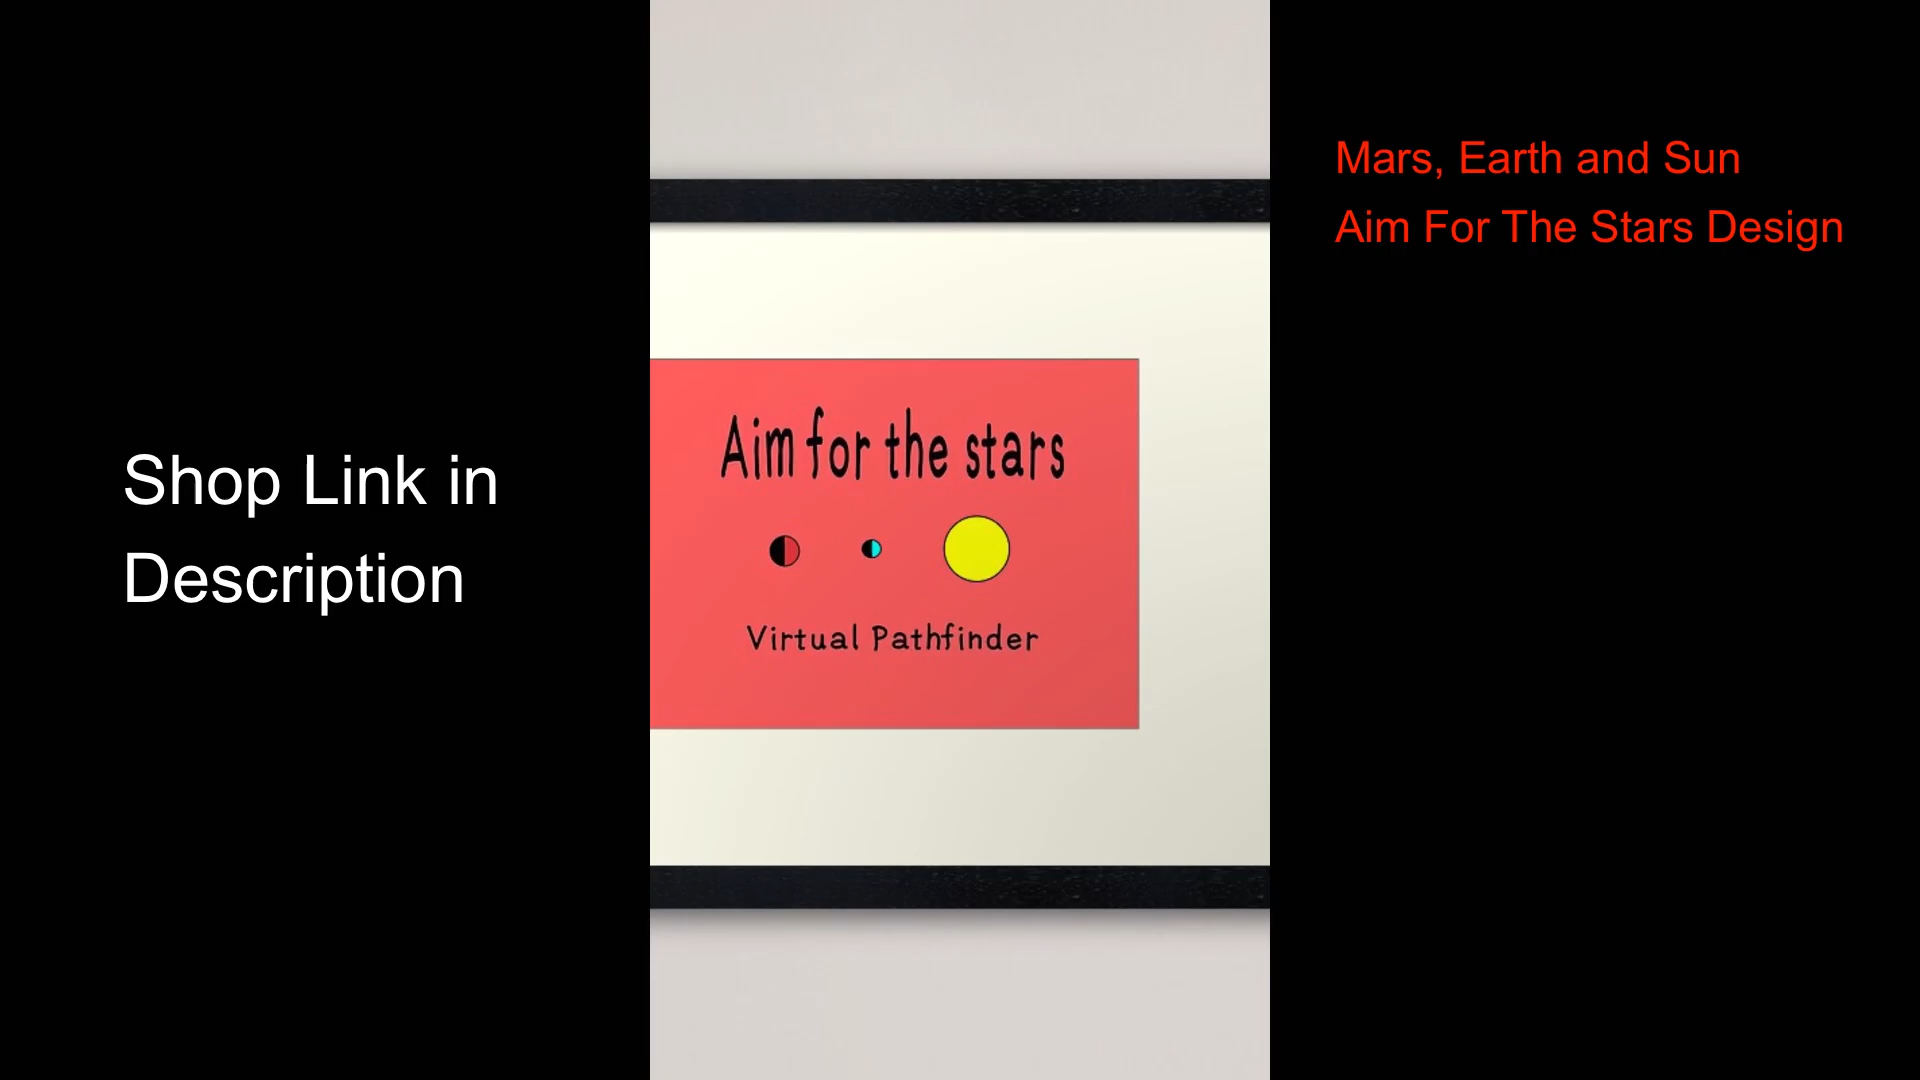 Shop Link in
Description
Aim for the stars
Virtual Pathfinder
Mars, Earth and Sun
Aim For The Stars Design